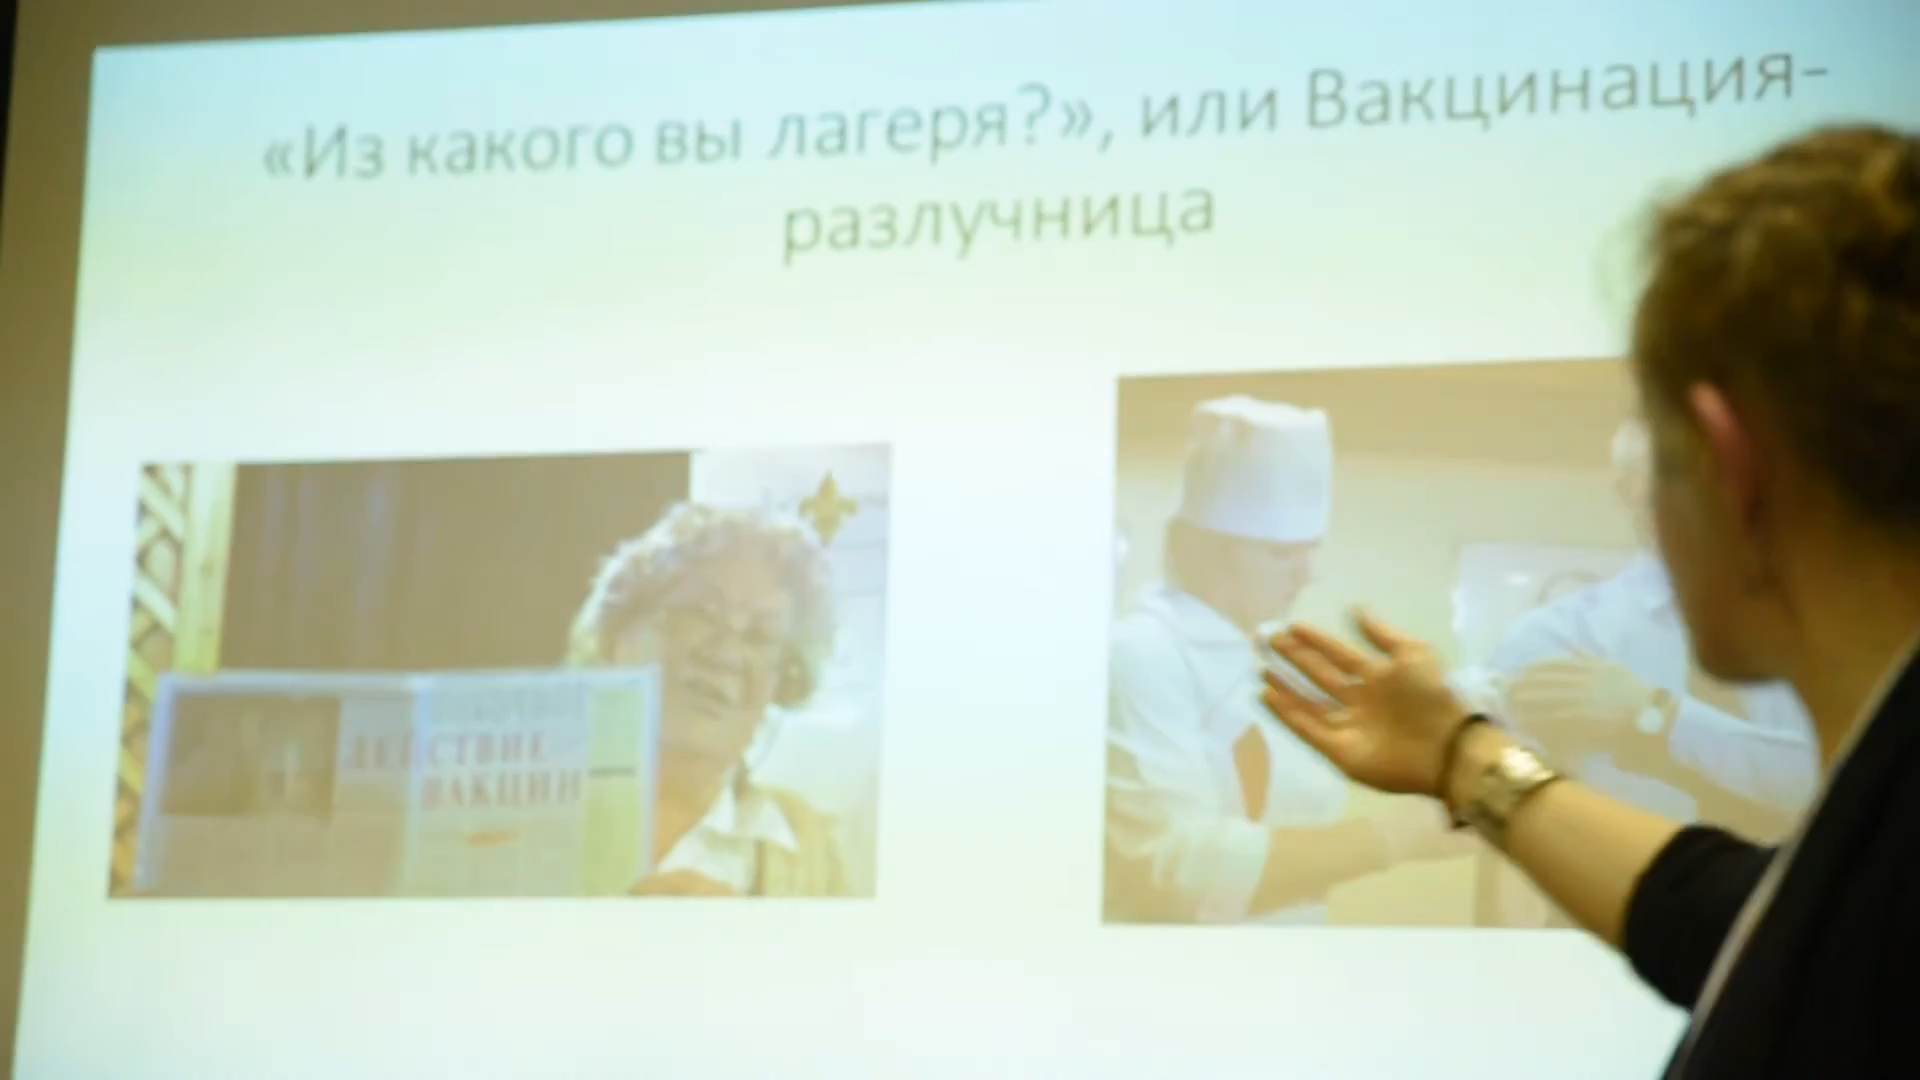 «Из какого вы лагеря?», или Вакцинация-
разлучница
ДЕЙСТВИЕ
ВАКЦИН